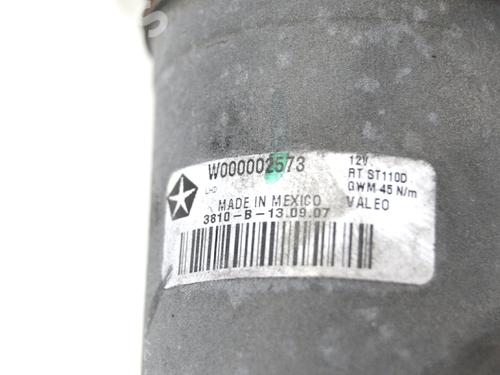 W000002573
LHD
MADE IN MEXICO
3810-B-13.09.07
12V.
RT ST110D
GWM 45 N/m
VALEO